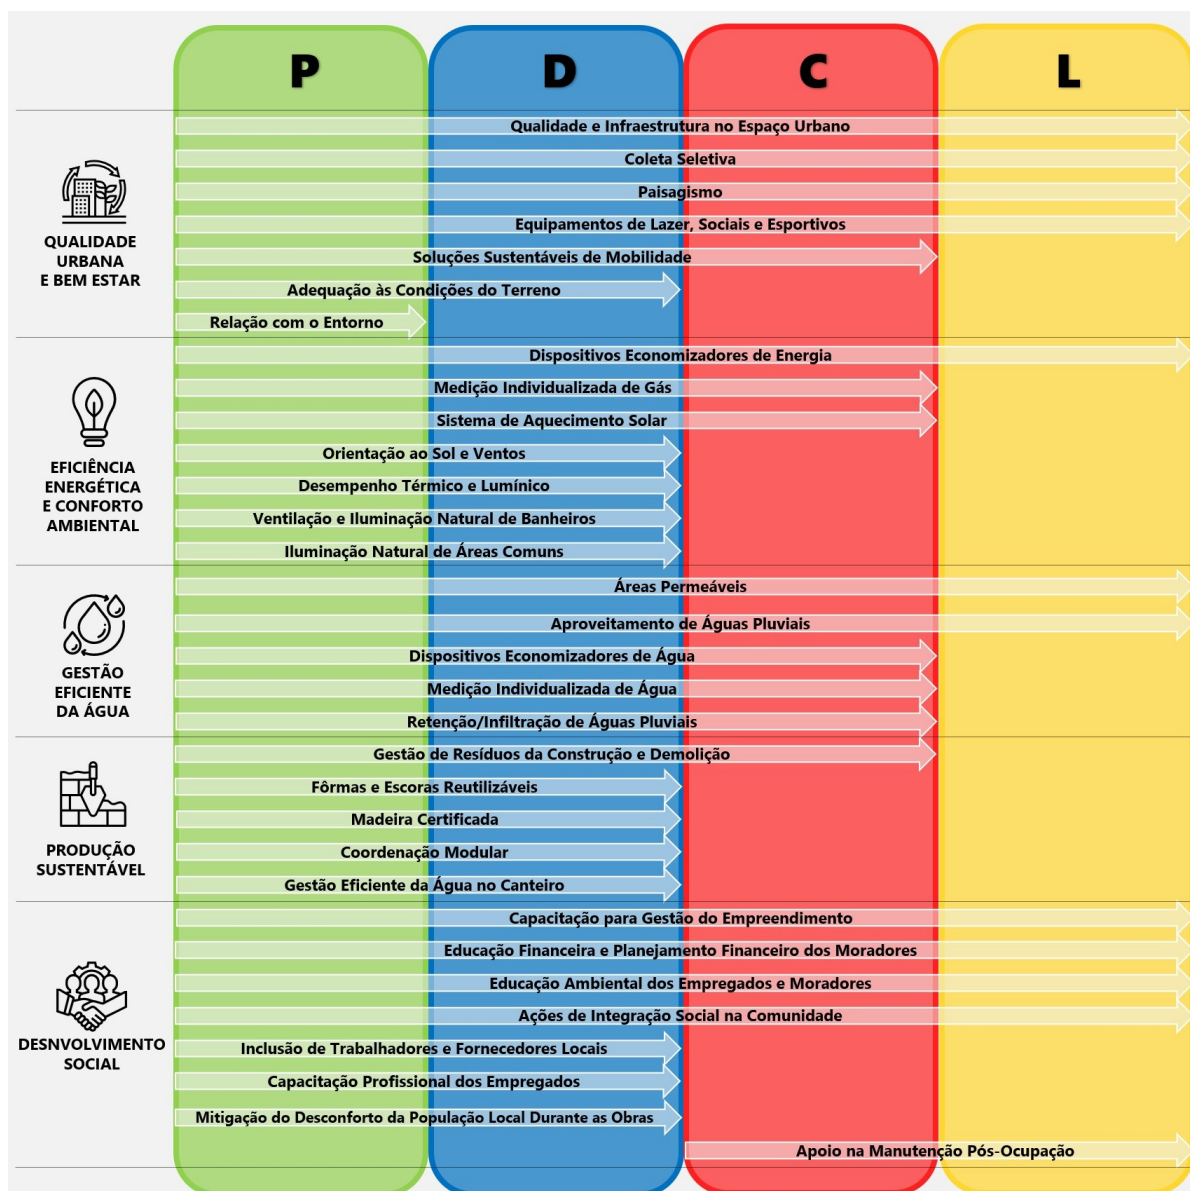 P D C L
Qualidade e Infraestrutura no Espaço Urbano
Coleta Seletiva
Paisagismo
Equipamentos de Lazer, Sociais e Esportivos
QUALIDADE
URBANA
E BEM ESTAR
Soluções Sustentáveis de Mobilidade
Adequação às Condições do Terreno
Relação com o Entorno
Dispositivos Economizadores de Energia
Medição Individualizada de Gás
Sistema de Aquecimento Solar
Orientação ao Sol e Ventos
EFICIÊNCIA
ENERGÉTICA
E CONFORTO
AMBIENTAL
Desempenho Térmico e Lumínico
Ventilação e Iluminação Natural de Banheiros
Iluminação Natural de Áreas Comuns
Áreas Permeáveis
Aproveitamento de Águas Pluviais
Dispositivos Economizadores de Água
GESTÃO
EFICIENTE
DA ÁGUA
Medição Individualizada de Água
Retenção/Infiltração de Águas Pluviais
Gestão de Resíduos da Construção e Demolição
Fôrmas e Escoras Reutilizáveis
Madeira Certificada
PRODUÇÃO
SUSTENTÁVEL
Coordenação Modular
Gestão Eficiente da Água no Canteiro
Capacitação para Gestão do Empreendimento
Educação Financeira e Planejamento Financeiro dos Moradores
Educação Ambiental dos Empregados e Moradores
Ações de Integração Social na Comunidade
DESNVOLVIMENTO
SOCIAL
Inclusão de Trabalhadores e Fornecedores Locais
Capacitação Profissional dos Empregados
Mitigação do Desconforto da População Local Durante as Obras
Apoio na Manutenção Pós-Ocupação